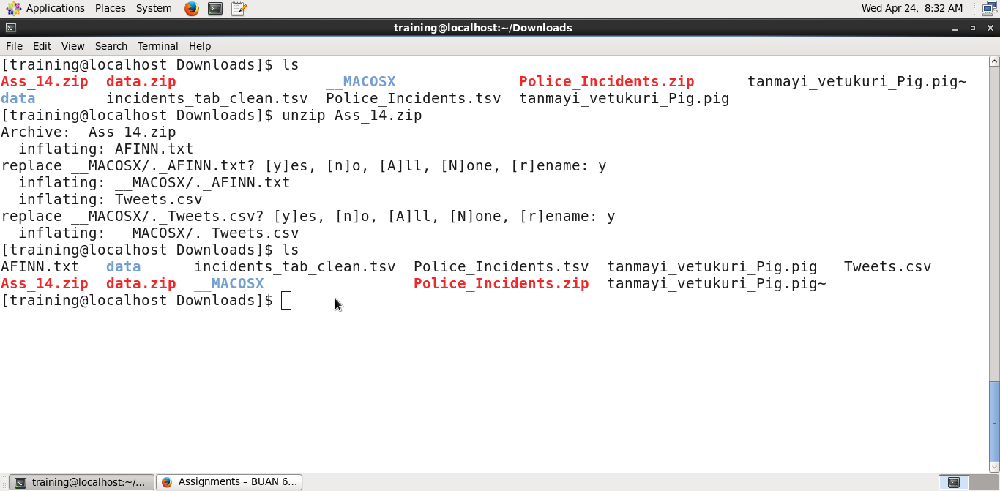 Applications Places System Wed Apr 24, 8:32 AM
training@localhost:~/Downloads
File Edit View Search Terminal Help
[training@localhost Downloads]$ ls
Ass_14.zip data.zip __MACOSX Police_Incidents.zip tanmayi_vetukuri_Pig.pig~
data incidents_tab_clean.tsv Police_Incidents.tsv tanmayi_vetukuri_Pig.pig
[training@localhost Downloads]$ unzip Ass_14.zip
Archive:  Ass_14.zip
  inflating: AFINN.txt
replace __MACOSX/._AFINN.txt? [y]es, [n]o, [A]ll, [N]one, [r]ename: y
  inflating: __MACOSX/._AFINN.txt
  inflating: Tweets.csv
replace __MACOSX/._Tweets.csv? [y]es, [n]o, [A]ll, [N]one, [r]ename: y
  inflating: __MACOSX/._Tweets.csv
[training@localhost Downloads]$ ls
AFINN.txt data incidents_tab_clean.tsv Police_Incidents.tsv tanmayi_vetukuri_Pig.pig Tweets.csv
Ass_14.zip data.zip __MACOSX Police_Incidents.zip tanmayi_vetukuri_Pig.pig~
[training@localhost Downloads]$
training@localhost:~/... Assignments – BUAN 6...